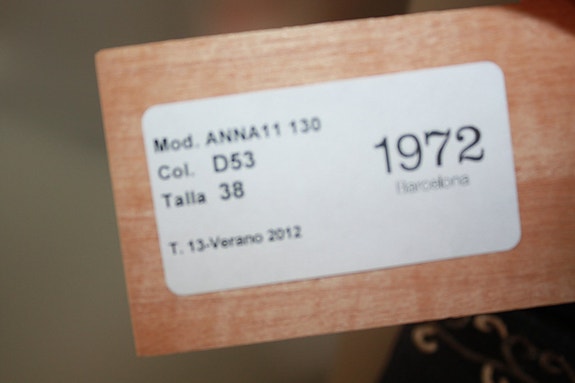 Mod. ANNA11 130
Col. D53
Talla 38
T. 13-Verano 2012
1972
Barcelona